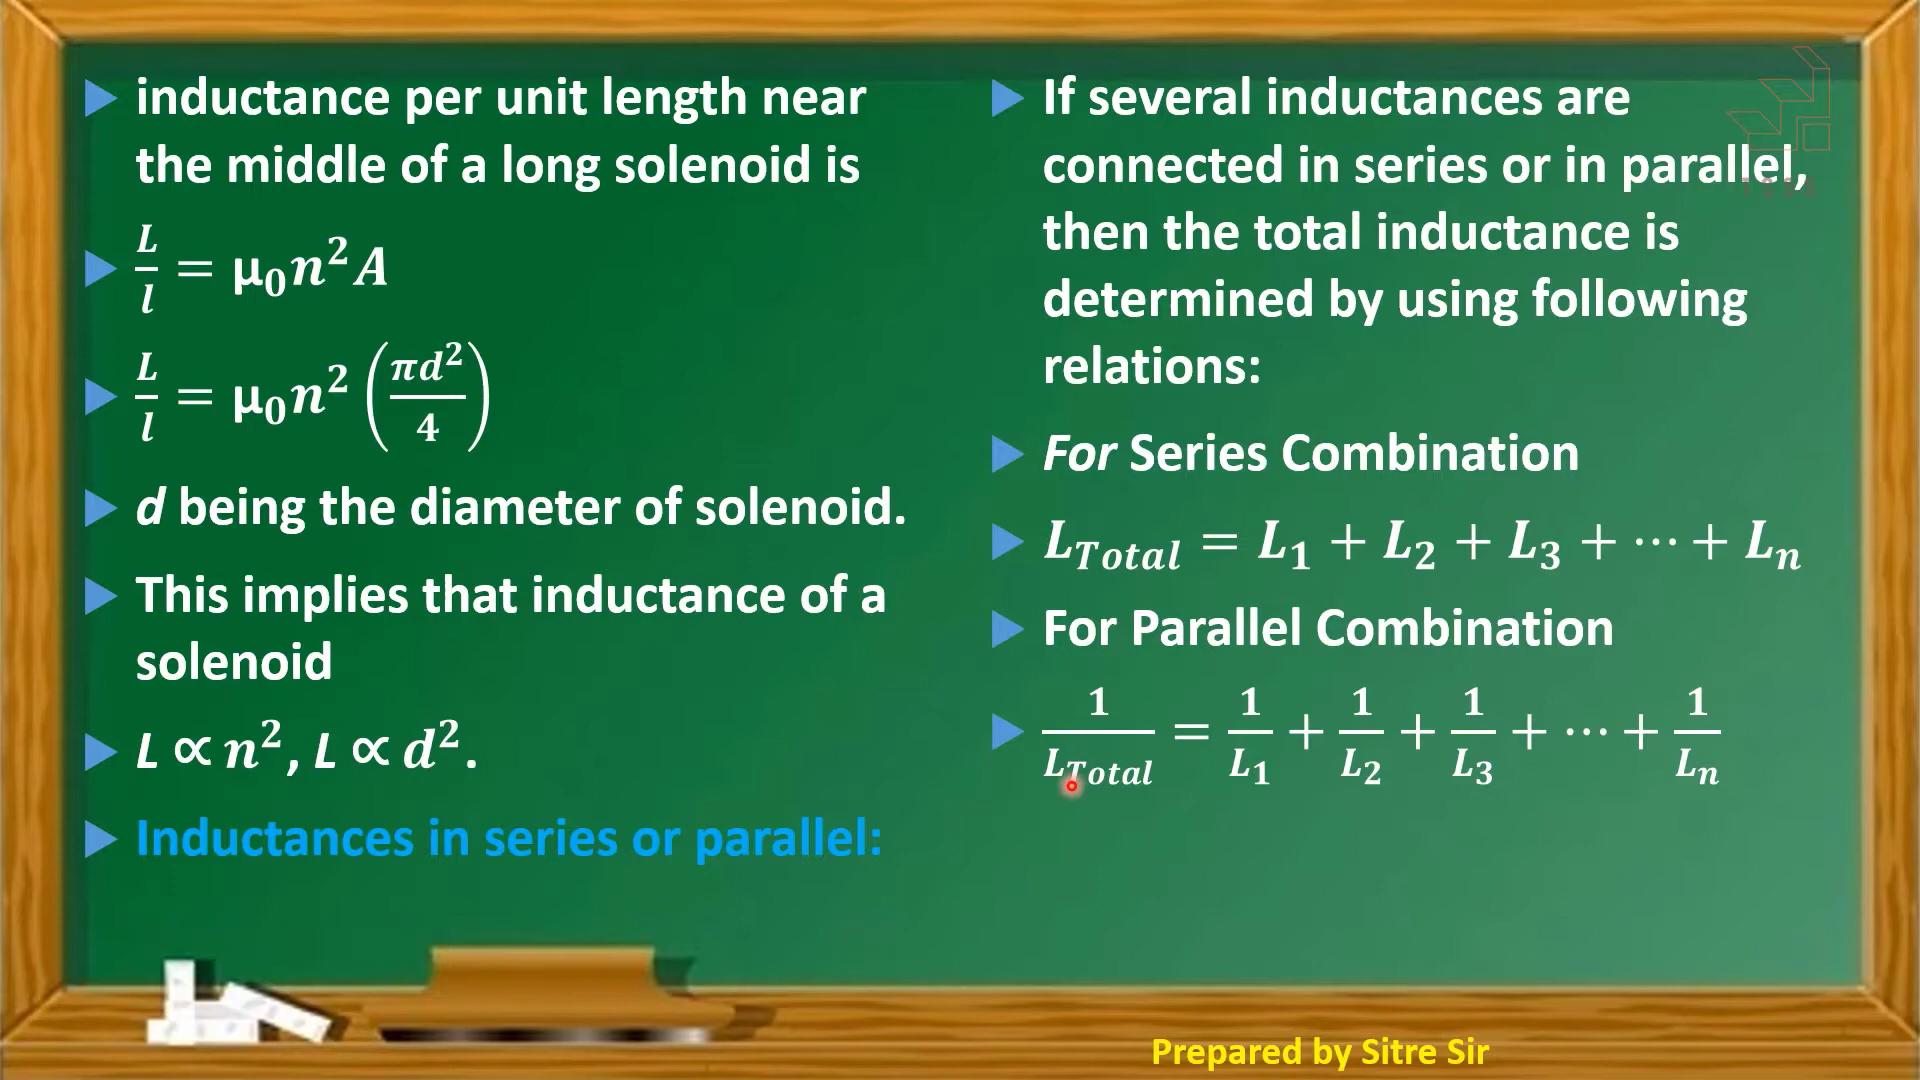 inductance per unit length near
the middle of a long solenoid is
L/l = μ₀n²A
L/l = μ₀n²(πd²/4)
d being the diameter of solenoid.
This implies that inductance of a
solenoid
L ∝ n², L ∝ d².
Inductances in series or parallel:
If several inductances are
connected in series or in parallel,
then the total inductance is
determined by using following
relations:
For Series Combination
L_Total = L₁ + L₂ + L₃ + ⋯ + Lₙ
For Parallel Combination
1/L_Total = 1/L₁ + 1/L₂ + 1/L₃ + ⋯ + 1/Lₙ
Prepared by Sitre Sir